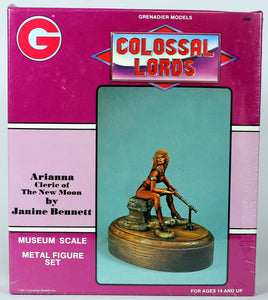 GRENADIER MODELS
G
COLOSSAL
LORDS
Arianna
Cleric of
The New Moon
by
Janine Bennett
MUSEUM SCALE
METAL FIGURE
SET
FOR AGES 14 AND UP